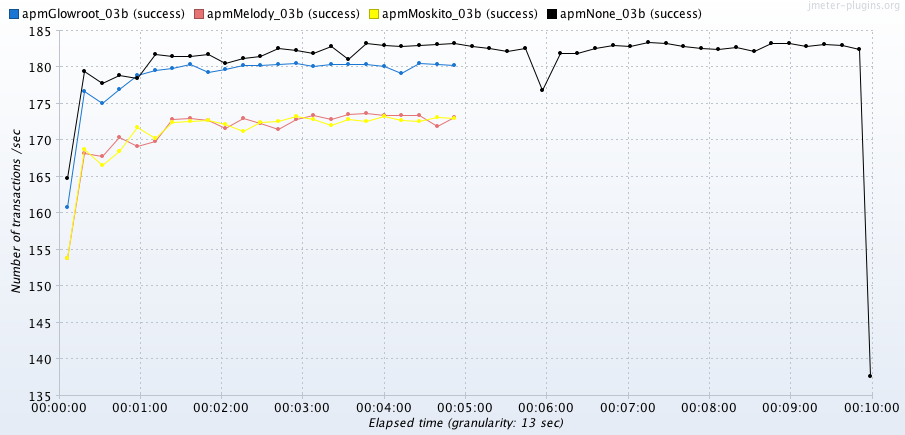 apmGlowroot_03b (success) apmMelody_03b (success) apmMoskito_03b (success) apmNone_03b (success)
jmeter-plugins.org
185
180
175
170
165
160
155
150
145
140
135
Number of transactions /sec
00:00:00 00:01:00 00:02:00 00:03:00 00:04:00 00:05:00 00:06:00 00:07:00 00:08:00 00:09:00 00:10:00
Elapsed time (granularity: 13 sec)